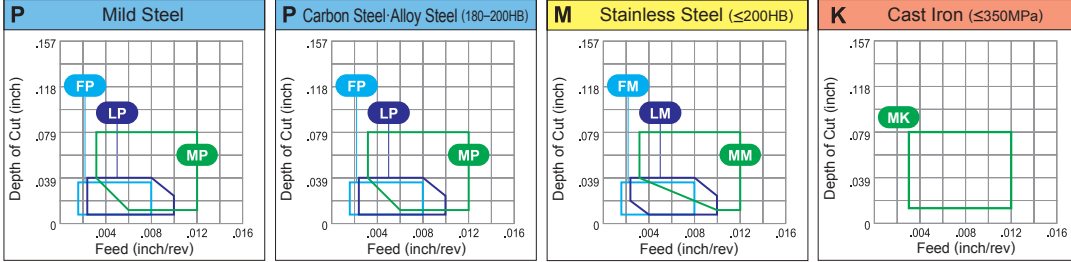 P Mild Steel
Depth of Cut (inch)
.157
.118
.079
.039
0
FP
LP
MP
.004 .008 .012 .016
Feed (inch/rev)
P Carbon Steel·Alloy Steel (180–200HB)
Depth of Cut (inch)
.157
.118
.079
.039
0
FP
LP
MP
.004 .008 .012 .016
Feed (inch/rev)
M Stainless Steel (≤200HB)
Depth of Cut (inch)
.157
.118
.079
.039
0
FM
LM
MM
.004 .008 .012 .016
Feed (inch/rev)
K Cast Iron (≤350MPa)
Depth of Cut (inch)
.157
.118
.079
.039
0
MK
.004 .008 .012 .016
Feed (inch/rev)